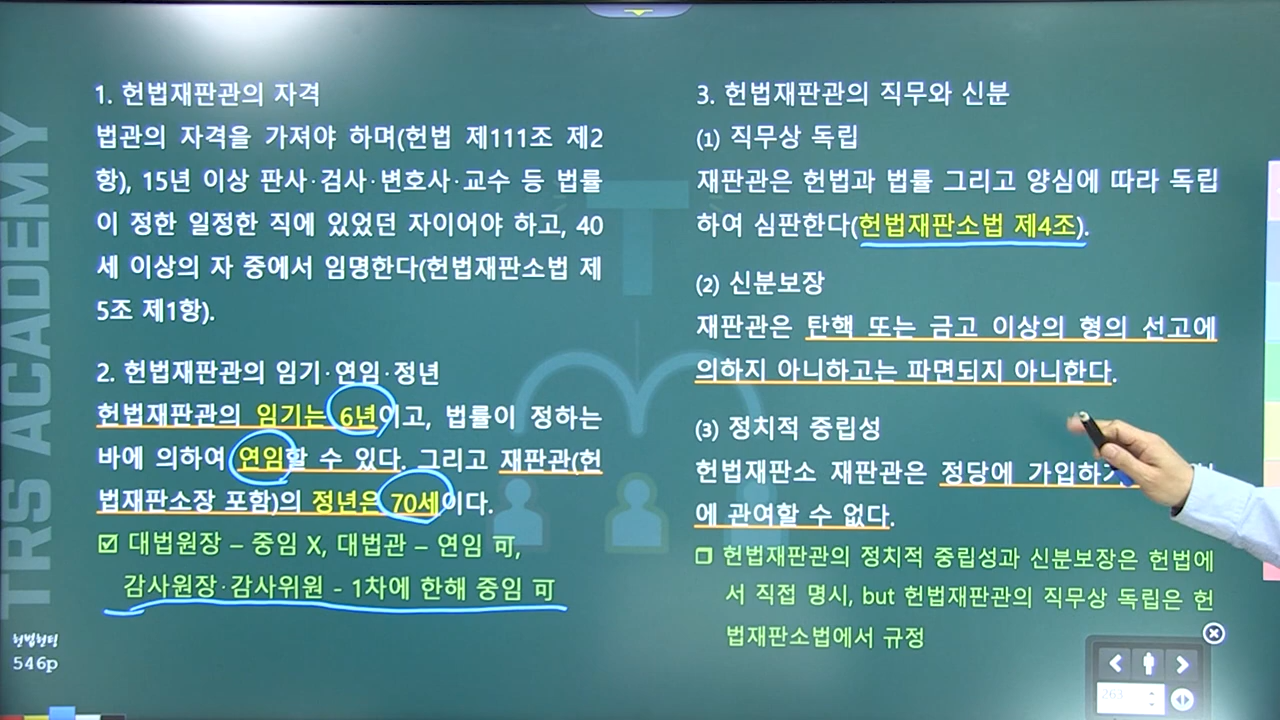 TRS ACADEMY
1. 헌법재판관의 자격
법관의 자격을 가져야 하며(헌법 제111조 제2
항), 15년 이상 판사·검사·변호사·교수 등 법률
이 정한 일정한 직에 있었던 자이어야 하고, 40
세 이상의 자 중에서 임명한다(헌법재판소법 제
5조 제1항).
2. 헌법재판관의 임기·연임·정년
헌법재판관의 임기는 6년이고, 법률이 정하는
바에 의하여 연임할 수 있다. 그리고 재판관(헌
법재판소장 포함)의 정년은 70세이다.
☑ 대법원장 – 중임 X, 대법관 – 연임 可,
감사원장·감사위원 - 1차에 한해 중임 可
헌법헌팅
546p
3. 헌법재판관의 직무와 신분
(1) 직무상 독립
재판관은 헌법과 법률 그리고 양심에 따라 독립
하여 심판한다(헌법재판소법 제4조).
(2) 신분보장
재판관은 탄핵 또는 금고 이상의 형의 선고에
의하지 아니하고는 파면되지 아니한다.
(3) 정치적 중립성
헌법재판소 재판관은 정당에 가입하
에 관여할 수 없다.
❒ 헌법재판관의 정치적 중립성과 신분보장은 헌법에
서 직접 명시, but 헌법재판관의 직무상 독립은 헌
법재판소법에서 규정
263